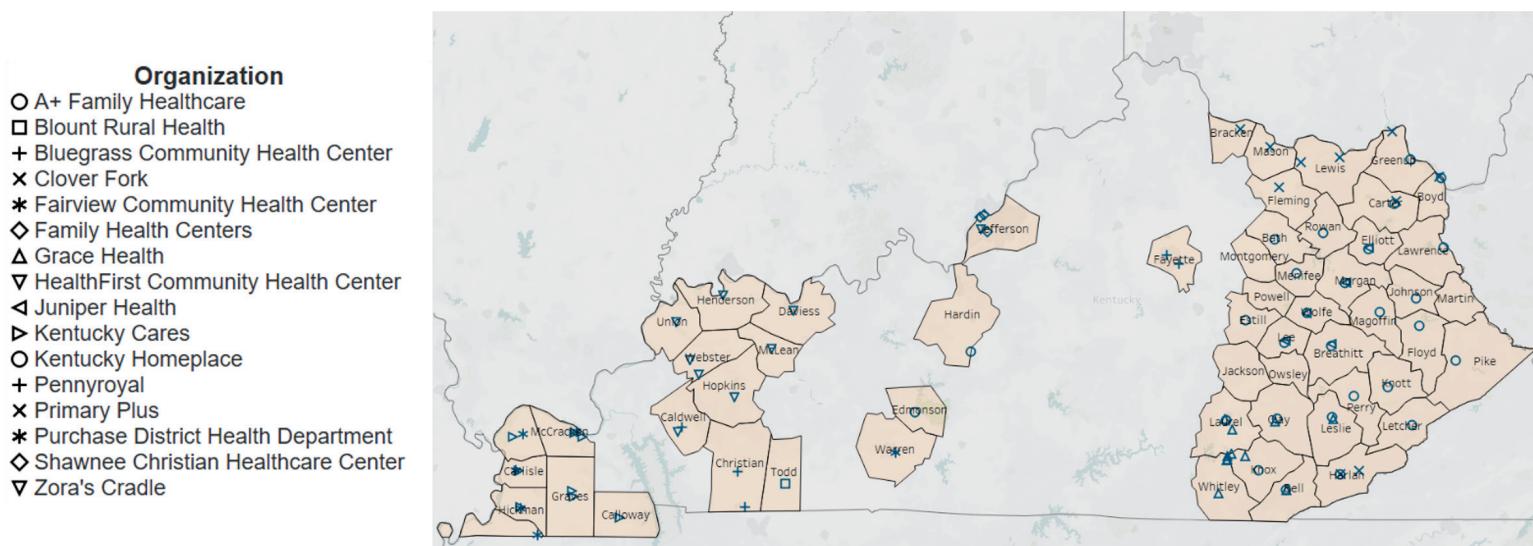 Organization
A+ Family Healthcare
Blount Rural Health
Bluegrass Community Health Center
Clover Fork
Fairview Community Health Center
Family Health Centers
Grace Health
HealthFirst Community Health Center
Juniper Health
Kentucky Cares
Kentucky Homeplace
Pennyroyal
Primary Plus
Purchase District Health Department
Shawnee Christian Healthcare Center
Zora's Cradle
Bracken
Mason
Lewis
Greenup
Boyd
Fleming
Carter
Rowan
Bath
Elliott
Lawrence
Montgomery
Menifee
Morgan
Johnson
Martin
Powell
Wolfe
Magoffin
Estill
Lee
Breathitt
Floyd
Pike
Jackson
Owsley
Knott
Perry
Laurel
Clay
Leslie
Letcher
Whitley
Knox
Bell
Harlan
Fayette
Kentucky
Jefferson
Hardin
Edmonson
Warren
Henderson
Daviess
Union
Webster
McLean
Hopkins
Caldwell
Christian
Todd
McCracken
Carlisle
Graves
Hickman
Calloway